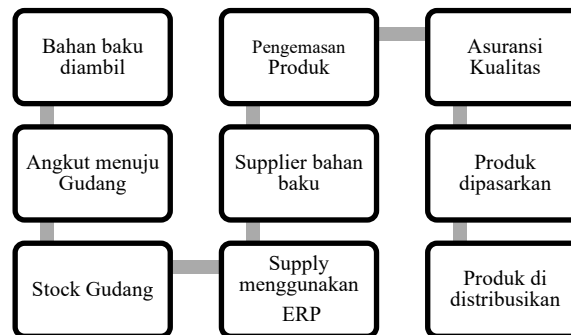 Bahan baku
diambil
Angkut menuju
Gudang
Stock Gudang
Supply
menggunakan
ERP
Supplier bahan
baku
Pengemasan
Produk
Asuransi
Kualitas
Produk
dipasarkan
Produk di
distribusikan